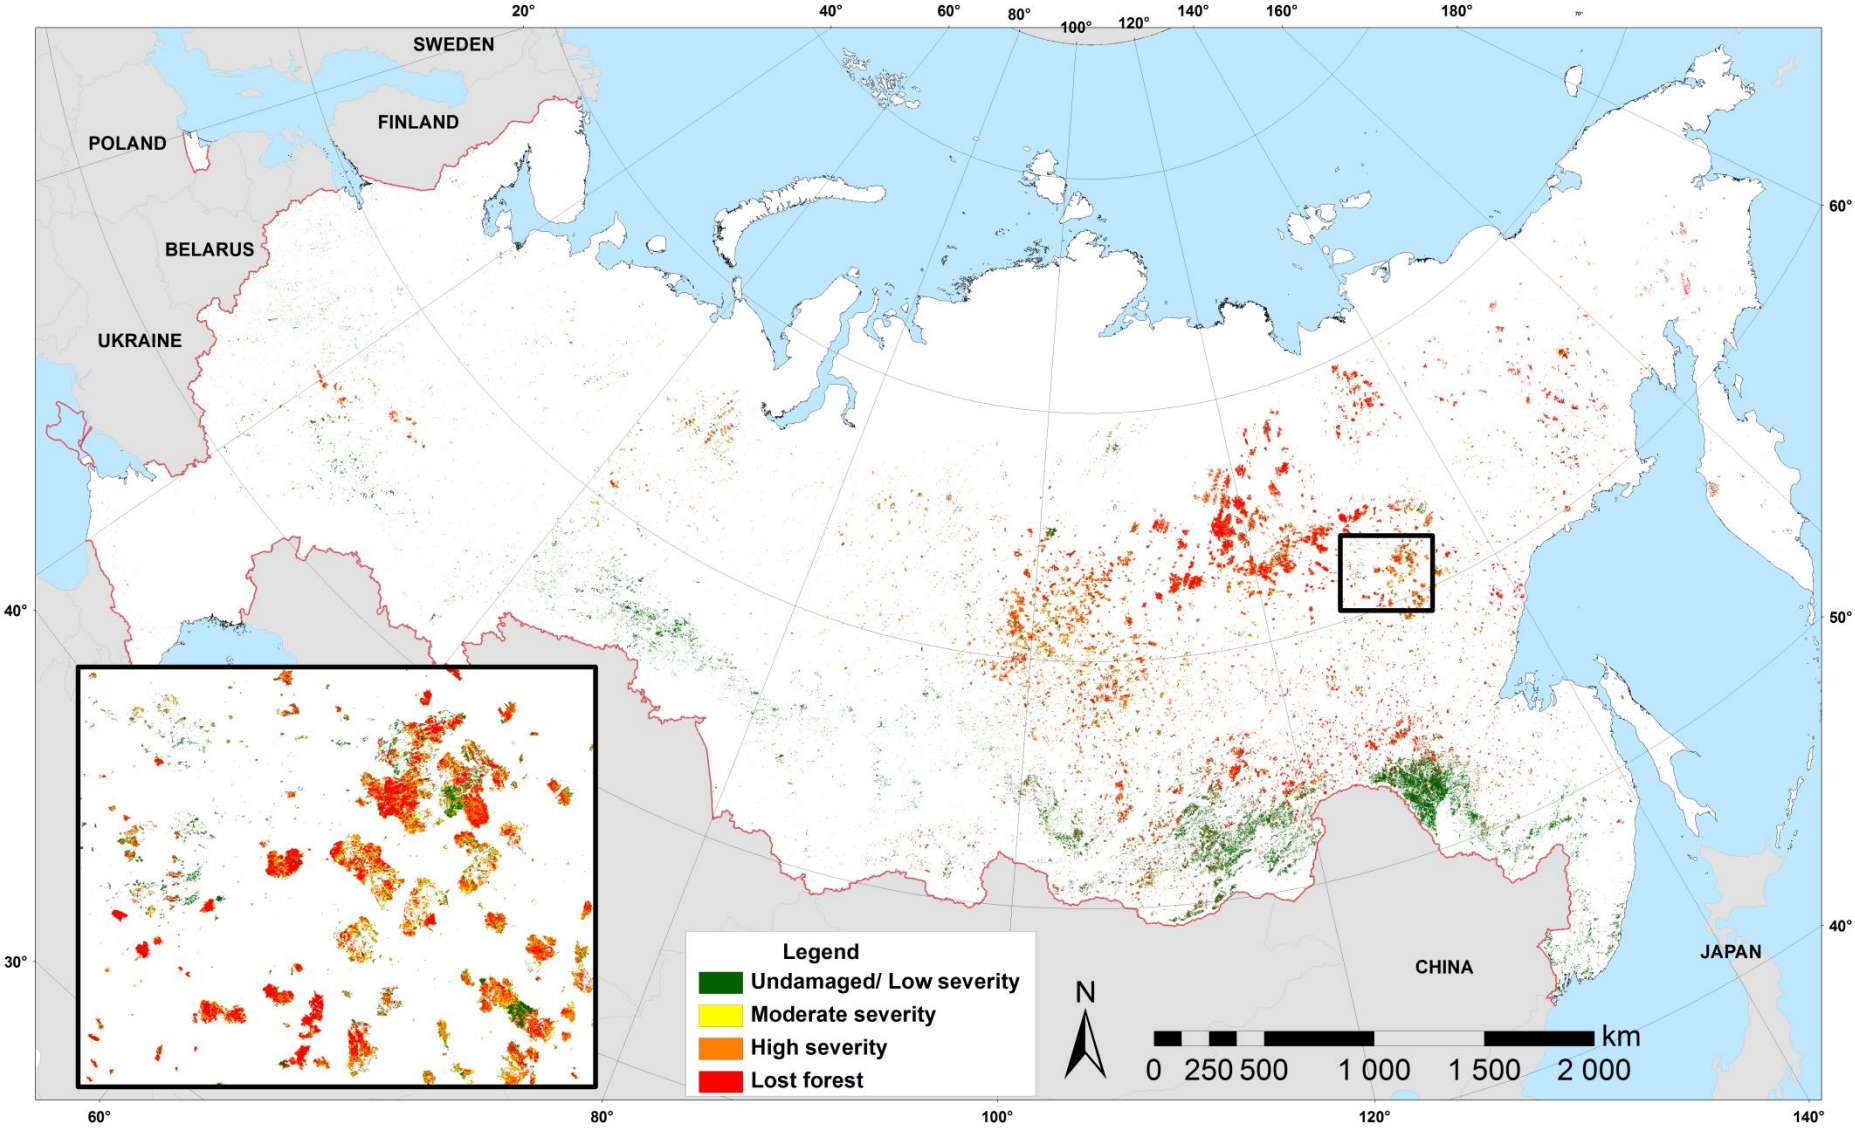 20° 40° 60° 80° 100° 120° 140° 160° 180° 70°
SWEDEN
FINLAND
POLAND
60°
BELARUS
UKRAINE
40°
50°
30°
40°
JAPAN
CHINA
Legend
Undamaged/ Low severity
Moderate severity
High severity
Lost forest
N
km
0 250 500 1 000 1 500 2 000
60° 80° 100° 120° 140°